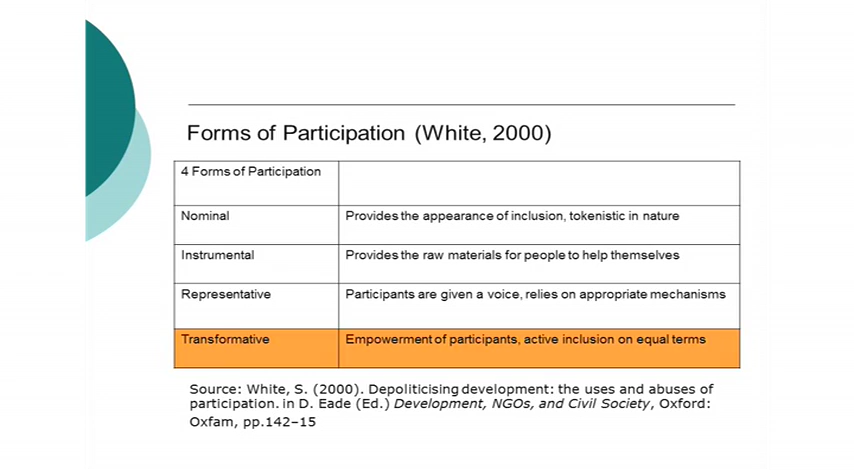 Forms of Participation (White, 2000)
4 Forms of Participation
Nominal Provides the appearance of inclusion, tokenistic in nature
Instrumental Provides the raw materials for people to help themselves
Representative Participants are given a voice, relies on appropriate mechanisms
Transformative Empowerment of participants, active inclusion on equal terms
Source: White, S. (2000). Depoliticising development: the uses and abuses of
participation. in D. Eade (Ed.) Development, NGOs, and Civil Society, Oxford:
Oxfam, pp.142–15